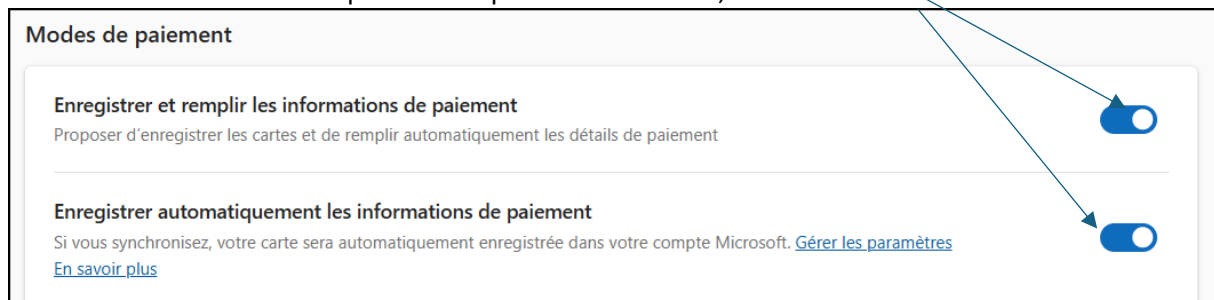 Modes de paiement
Enregistrer et remplir les informations de paiement
Proposer d’enregistrer les cartes et de remplir automatiquement les détails de paiement
Enregistrer automatiquement les informations de paiement
Si vous synchronisez, votre carte sera automatiquement enregistrée dans votre compte Microsoft. Gérer les paramètres
En savoir plus